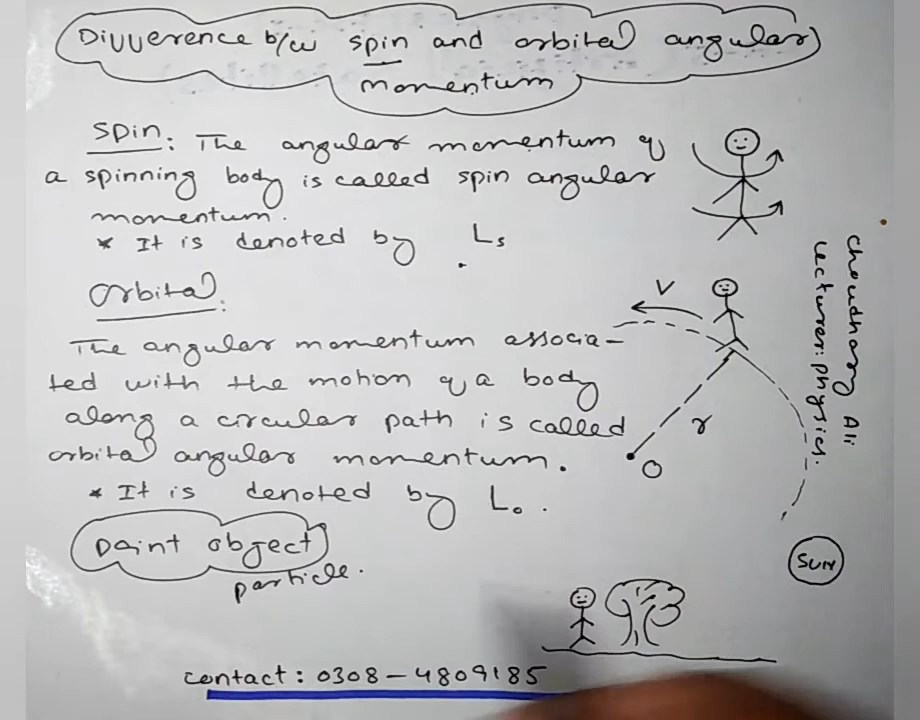 Divverence b/w spin and orbital angular
momentum
spin: The angular momentum of
a spinning body is called spin angular
momentum.
* It is denoted by Ls
Orbital:
The angular momentum associa-
ted with the motion of a body
along a circular path is called
orbital angular momentum.
* It is denoted by Lo.
point object
particle.
V
r
O
choudhary Ali
Lecturer: physics.
SUN
contact: 0308-4809185